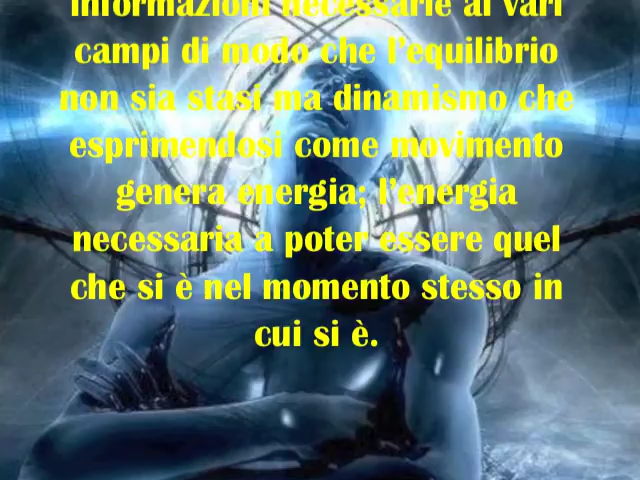 informazioni necessarie ai vari
campi di modo che l'equilibrio
non sia stasi ma dinamismo che
esprimendosi come movimento
genera energia; l'energia
necessaria a poter essere quel
che si è nel momento stesso in
cui si è.